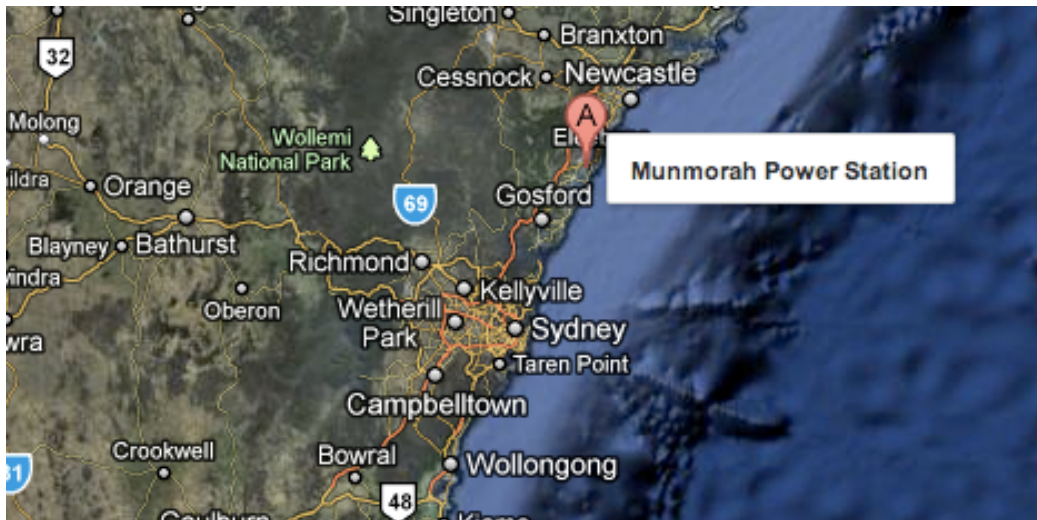 Singleton
Branxton
32
Cessnock
Newcastle
Molong
A
Wollemi
National Park
Munmorah Power Station
Orange
69
Gosford
Blayney
Bathurst
Richmond
Oberon
Kellyville
Wetherill
Park
Sydney
Taren Point
Campbelltown
Crookwell
Bowral
Wollongong
31
48